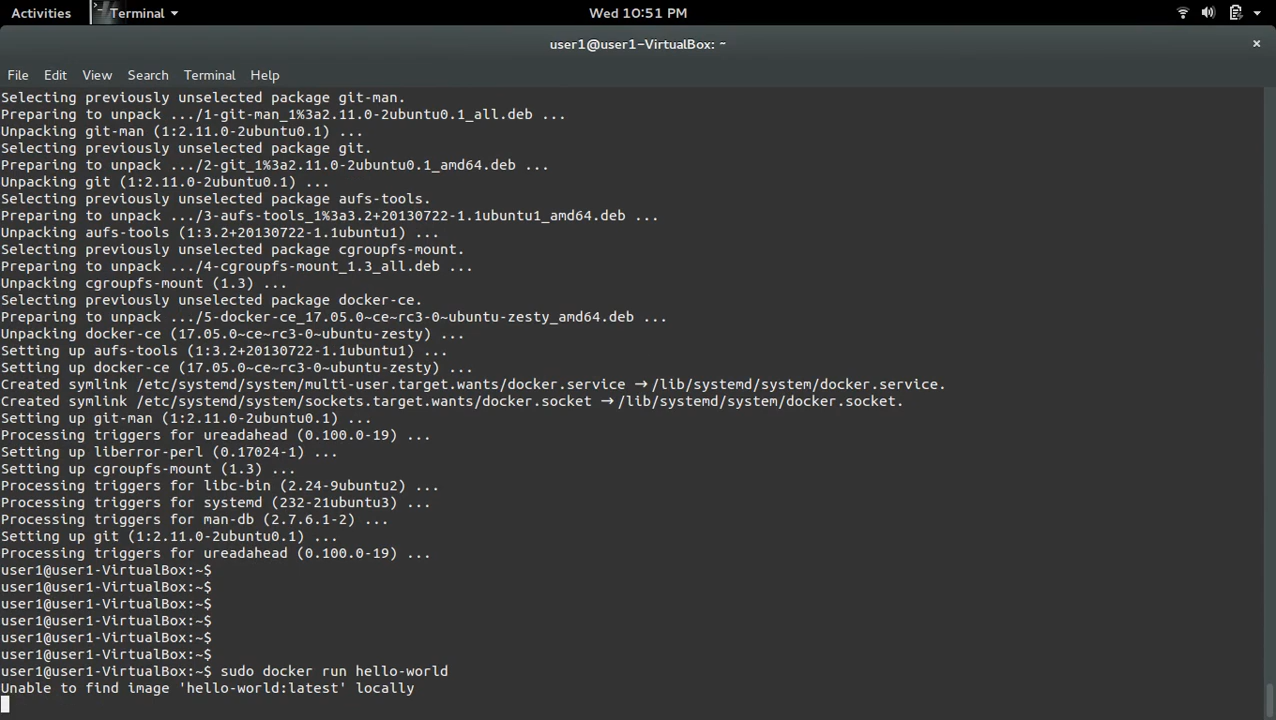 Activities Terminal Wed 10:51 PM
user1@user1-VirtualBox: ~ ×
File Edit View Search Terminal Help
Selecting previously unselected package git-man.
Preparing to unpack .../1-git-man_1%3a2.11.0-2ubuntu0.1_all.deb ...
Unpacking git-man (1:2.11.0-2ubuntu0.1) ...
Selecting previously unselected package git.
Preparing to unpack .../2-git_1%3a2.11.0-2ubuntu0.1_amd64.deb ...
Unpacking git (1:2.11.0-2ubuntu0.1) ...
Selecting previously unselected package aufs-tools.
Preparing to unpack .../3-aufs-tools_1%3a3.2+20130722-1.1ubuntu1_amd64.deb ...
Unpacking aufs-tools (1:3.2+20130722-1.1ubuntu1) ...
Selecting previously unselected package cgroupfs-mount.
Preparing to unpack .../4-cgroupfs-mount_1.3_all.deb ...
Unpacking cgroupfs-mount (1.3) ...
Selecting previously unselected package docker-ce.
Preparing to unpack .../5-docker-ce_17.05.0~ce~rc3-0~ubuntu-zesty_amd64.deb ...
Unpacking docker-ce (17.05.0~ce~rc3-0~ubuntu-zesty) ...
Setting up aufs-tools (1:3.2+20130722-1.1ubuntu1) ...
Setting up docker-ce (17.05.0~ce~rc3-0~ubuntu-zesty) ...
Created symlink /etc/systemd/system/multi-user.target.wants/docker.service → /lib/systemd/system/docker.service.
Created symlink /etc/systemd/system/sockets.target.wants/docker.socket → /lib/systemd/system/docker.socket.
Setting up git-man (1:2.11.0-2ubuntu0.1) ...
Processing triggers for ureadahead (0.100.0-19) ...
Setting up liberror-perl (0.17024-1) ...
Setting up cgroupfs-mount (1.3) ...
Processing triggers for libc-bin (2.24-9ubuntu2) ...
Processing triggers for systemd (232-21ubuntu3) ...
Processing triggers for man-db (2.7.6.1-2) ...
Setting up git (1:2.11.0-2ubuntu0.1) ...
Processing triggers for ureadahead (0.100.0-19) ...
user1@user1-VirtualBox:~$
user1@user1-VirtualBox:~$
user1@user1-VirtualBox:~$
user1@user1-VirtualBox:~$
user1@user1-VirtualBox:~$
user1@user1-VirtualBox:~$
user1@user1-VirtualBox:~$ sudo docker run hello-world
Unable to find image 'hello-world:latest' locally